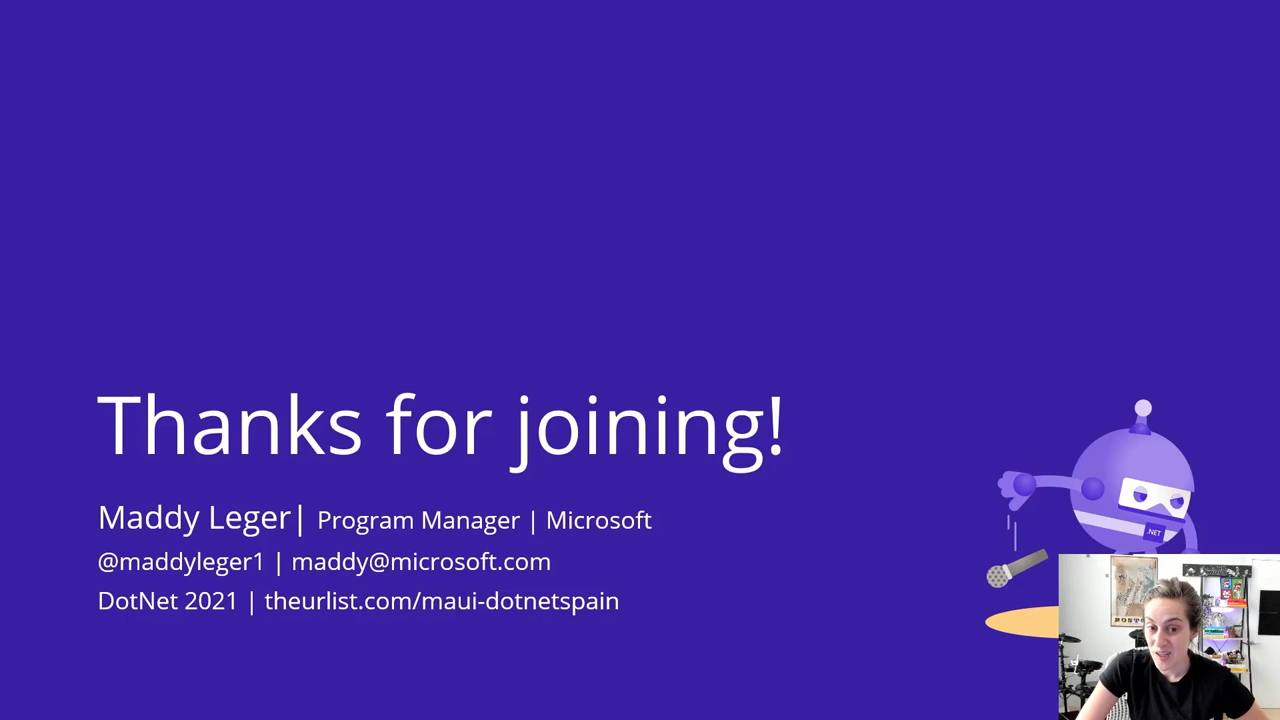 Thanks for joining!
Maddy Leger| Program Manager | Microsoft
@maddyleger1 | maddy@microsoft.com
DotNet 2021 | theurlist.com/maui-dotnetspain
.NET